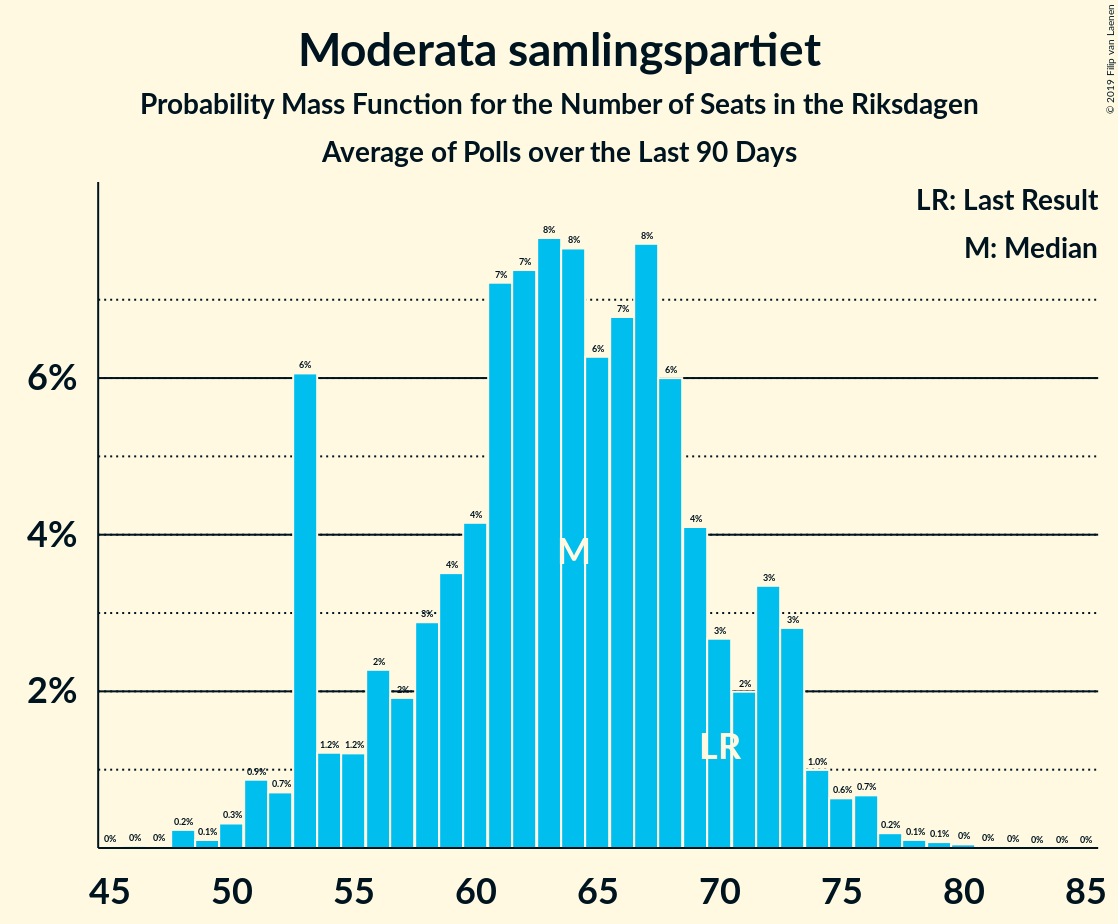 Moderata samlingspartiet
Probability Mass Function for the Number of Seats in the Riksdagen
Average of Polls over the Last 90 Days
© 2019 Filip van Laenen
LR: Last Result
M: Median
6%
4%
2%
0% 0% 0% 0.2% 0.1% 0.3% 0.9% 0.7% 6% 1.2% 1.2% 2% 2% 3% 4% 4% 7% 7% 8% 8% 6% 7% 8% 6% 4% 3% 2% 3% 3% 1.0% 0.6% 0.7% 0.2% 0.1% 0.1% 0% 0% 0% 0% 0% 0%
M
LR
45 50 55 60 65 70 75 80 85